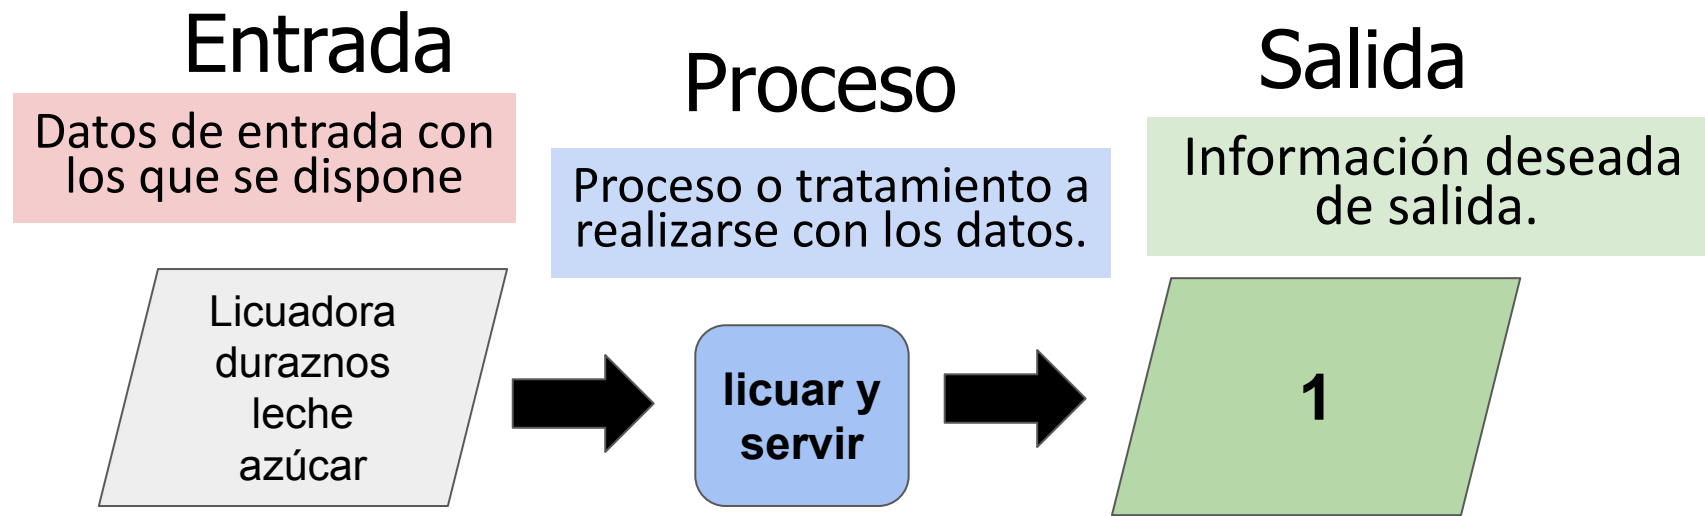 Entrada
Datos de entrada con
los que se dispone
Licuadora
duraznos
leche
azúcar
Proceso
Proceso o tratamiento a
realizarse con los datos.
licuar y
servir
Salida
Información deseada
de salida.
1